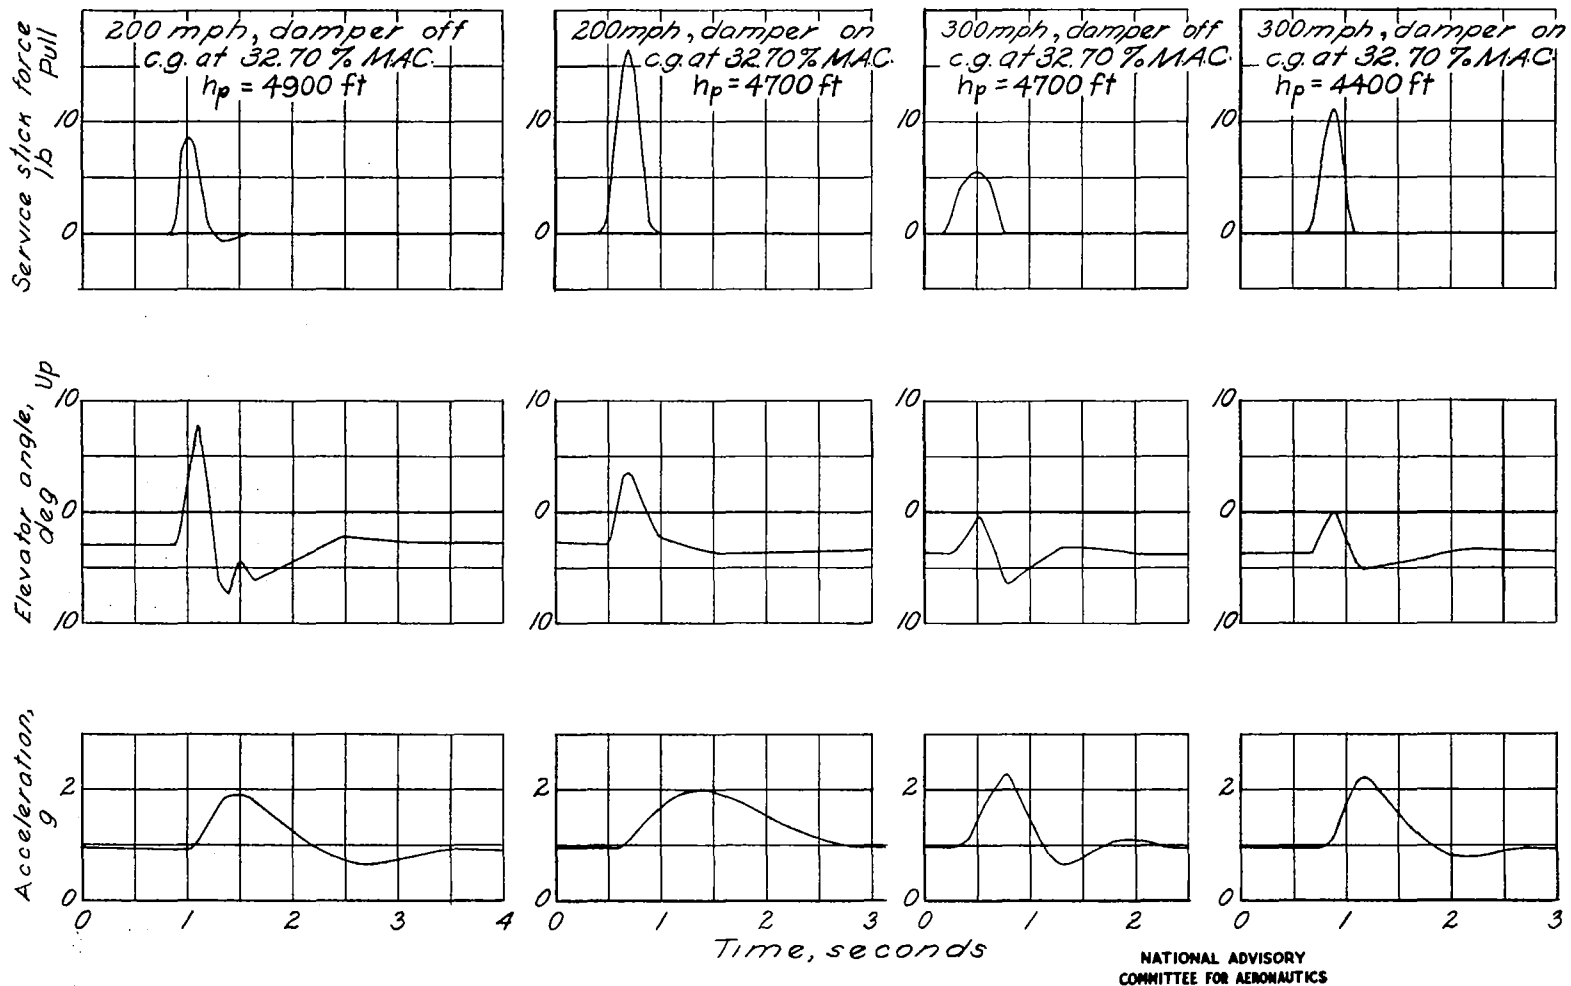 200 mph, damper off
c.g. at 32.70 % M.A.C.
hp = 4900 ft
200mph, damper on
c.g. at 32.70% M.A.C.
hp = 4700 ft
300mph, damper off
c.g. at 32.70 % M.A.C.
hp = 4700 ft
300mph, damper on
c.g. at 32.70 % M.A.C.
hp = 4400 ft
Service stick force
lb Pull
10 10 10 10
0 0 0 0
Elevator angle,
deg Up
10 10 10 10
0 0 0 0
10 10 10 10
Acceleration,
g
2 2 2 2
0 0 0 0
0 1 2 3 4 0 1 2 3 0 1 2 0 1 2 3
Time, seconds
NATIONAL ADVISORY
COMMITTEE FOR AERONAUTICS